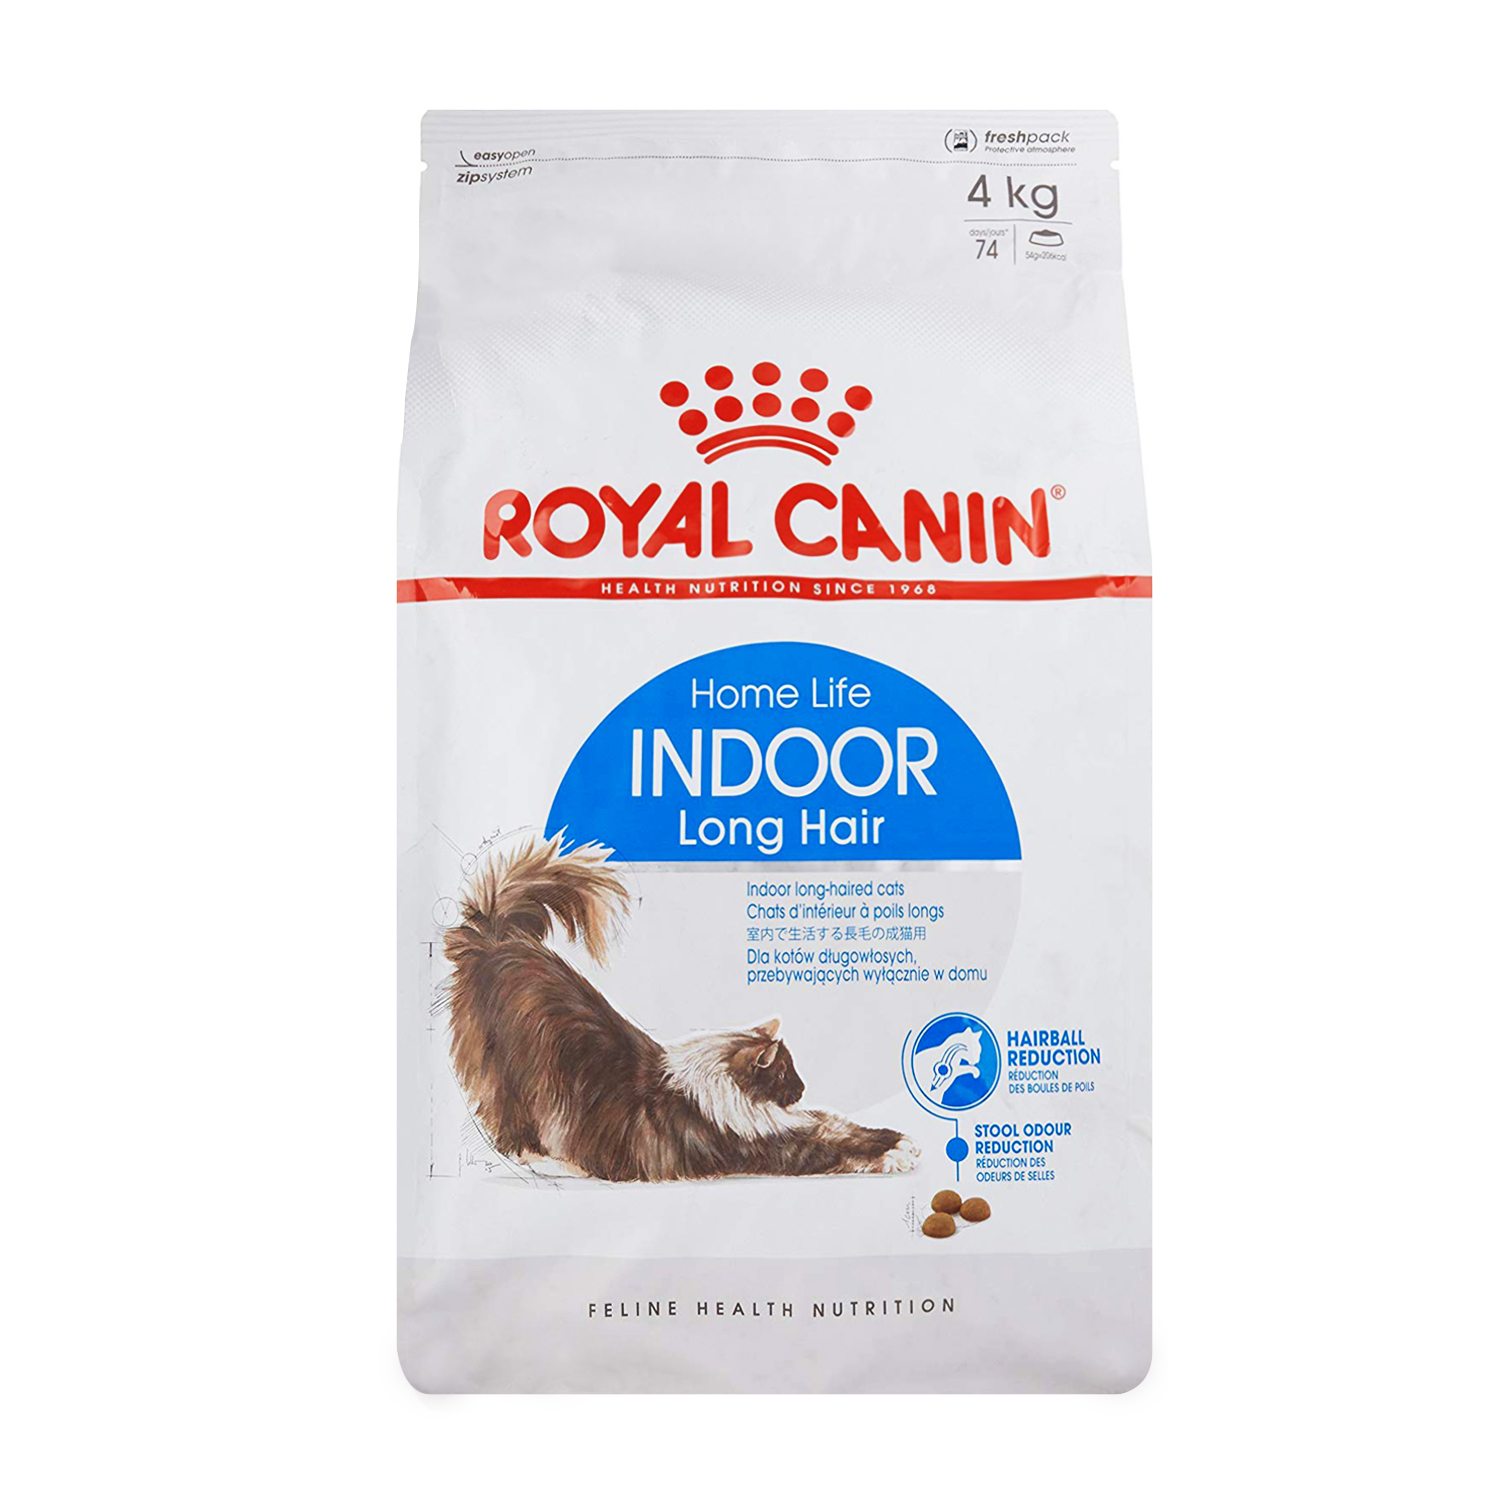 easyopen
zipsystem
freshpack
Protective atmosphere
4 kg
days/jours*
74
54g=206kcal
ROYAL CANIN®
HEALTH NUTRITION SINCE 1968
Home Life
INDOOR
Long Hair
Indoor long-haired cats
Chats d'intérieur à poils longs
室内で生活する長毛の成猫用
Dla kotów długowłosych,
przebywających wyłącznie w domu
HAIRBALL
REDUCTION
RÉDUCTION
DES BOULES DE POILS
STOOL ODOUR
REDUCTION
RÉDUCTION DES
ODEURS DE SELLES
FELINE HEALTH NUTRITION